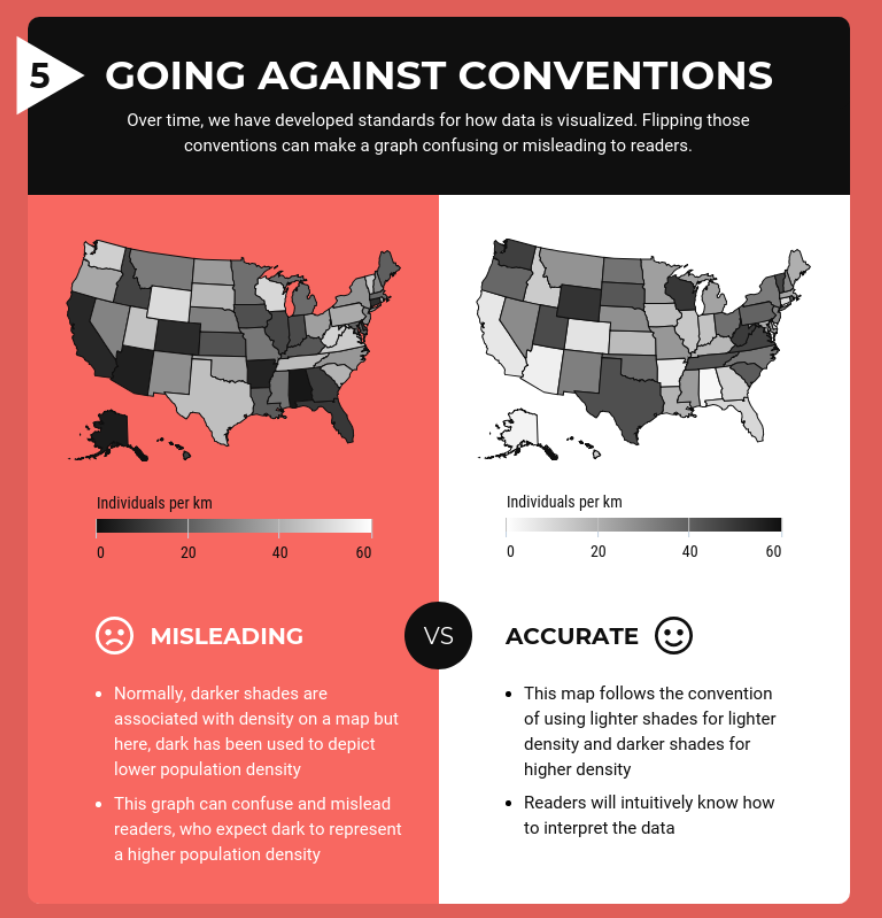 5
GOING AGAINST CONVENTIONS
Over time, we have developed standards for how data is visualized. Flipping those
conventions can make a graph confusing or misleading to readers.
Individuals per km
0 20 40 60
Individuals per km
0 20 40 60
MISLEADING
VS
ACCURATE
• Normally, darker shades are
associated with density on a map but
here, dark has been used to depict
lower population density
• This graph can confuse and mislead
readers, who expect dark to represent
a higher population density
• This map follows the convention
of using lighter shades for lighter
density and darker shades for
higher density
• Readers will intuitively know how
to interpret the data